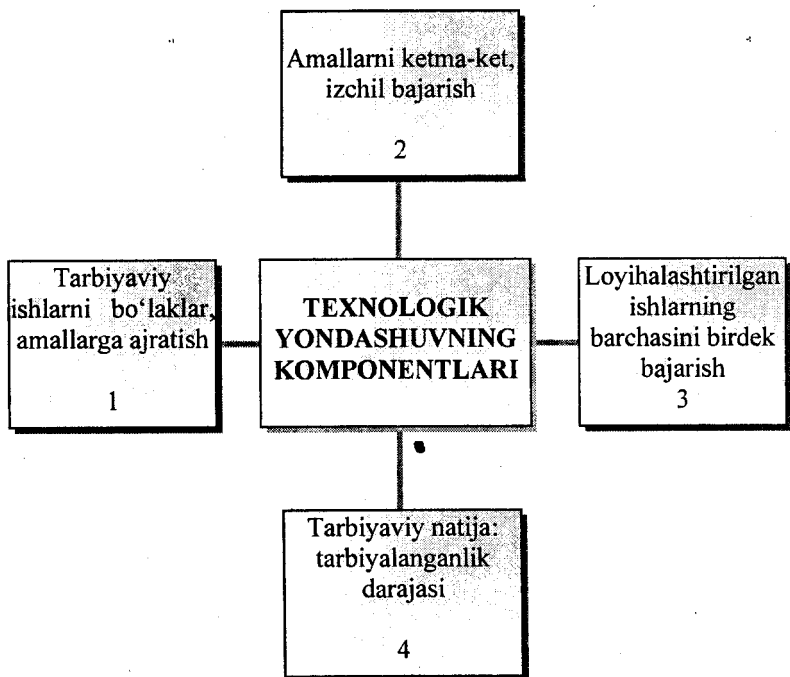 Amallarni ketma-ket,
izchil bajarish
2
Tarbiyaviy
ishlarni bo‘laklar,
amallarga ajratish
1
TEXNOLOGIK
YONDASHUVNING
KOMPONENTLARI
Loyihalashtirilgan
ishlarning
barchasini birdek
bajarish
3
Tarbiyaviy natija:
tarbiyalanganlik
darajasi
4